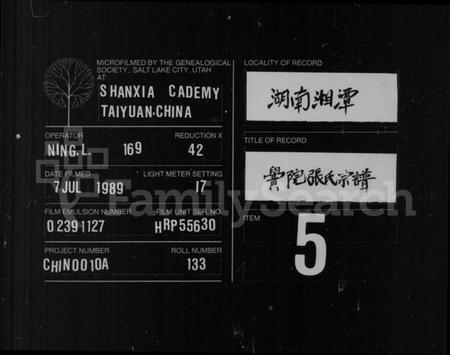 MICROFILMED BY THE GENEALOGICAL
SOCIETY, SALT LAKE CITY, UTAH
AT
SHANXIA CADEMY
TAIYUAN.CHINA
OPERATOR REDUCTION X
NING.L. 169 42
DATE FILMED LIGHT METER SETTING
7JUL 1989 17
FILM EMULSION NUMBER FILM UNIT SER. NO.
02391127 HRP55630
PROJECT NUMBER ROLL NUMBER
CHIN0010A 133
LOCALITY OF RECORD
湖南湘潭
TITLE OF RECORD
黌院張氏宗譜
ITEM
5
FamilySearch